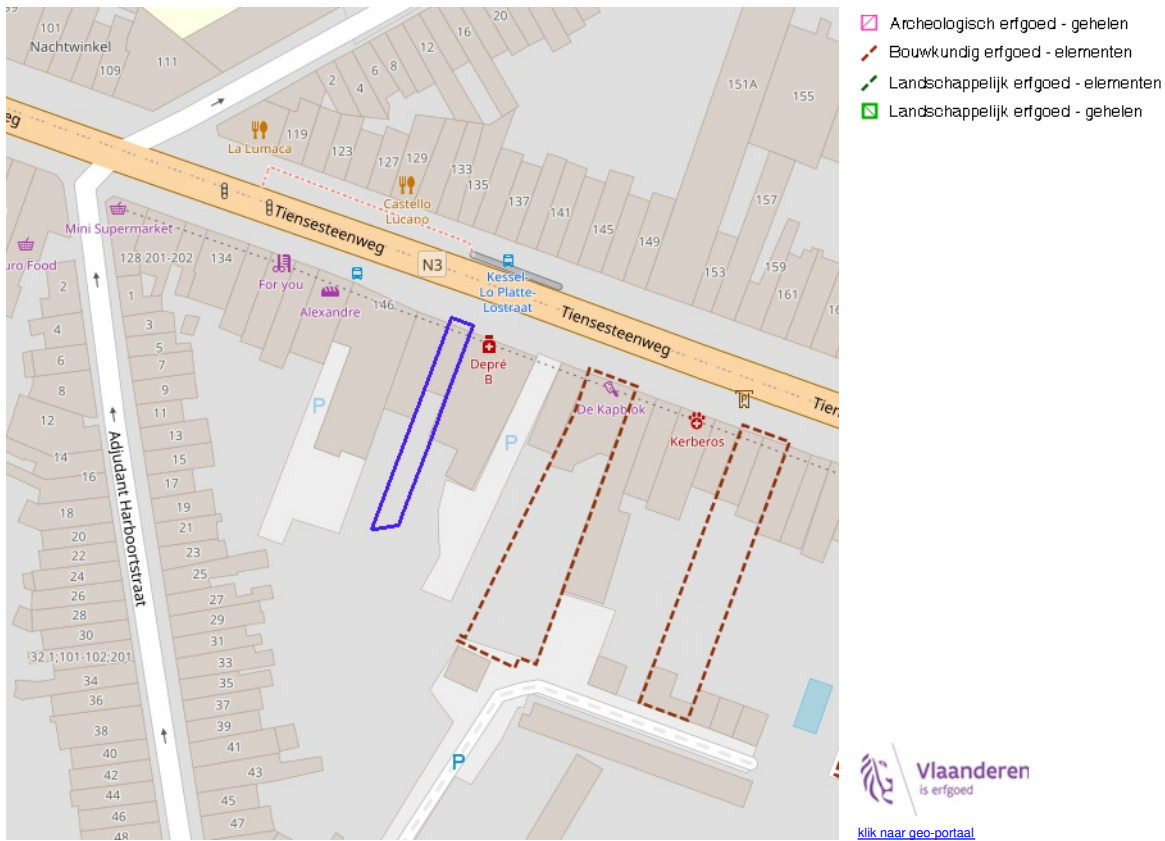 101
Nachtwinkel
109
111
20
16
12
8
6
2
4
151A
155
eg
La Lumaca
119
123
127
129
133
135
137
141
145
149
153
157
159
161
Castello
Lucano
Mini Supermarket
uro Food
128
201-202
134
For you
Alexandre
146
Tiensesteenweg
N3
Kessel-
Lo Platte-
Lostraat
Tiensesteenweg
Tien
Depré
B
De Kapblok
Kerberos
P
P
P
P
2
4
6
8
12
14
16
18
20
22
24
26
28
30
32 1;101-102;201
34
36
38
40
42
44
46
48
1
3
5
7
9
11
13
15
17
19
21
23
25
27
29
31
33
35
37
39
41
43
45
47
Adjudant Harboortstraat
Archeologisch erfgoed - gehelen
Bouwkundig erfgoed - elementen
Landschappelijk erfgoed - elementen
Landschappelijk erfgoed - gehelen
Vlaanderen
is erfgoed
klik naar geo-portaal